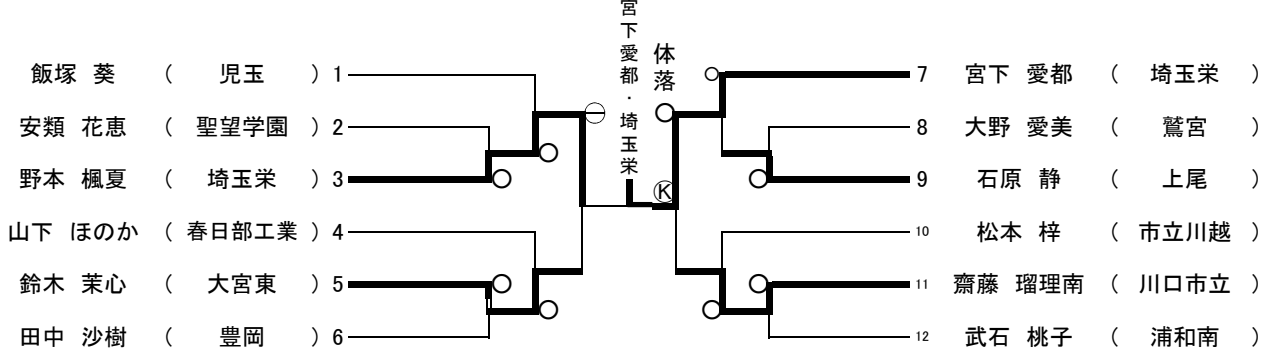 飯塚 葵 ( 児玉 ) 1
安類 花恵 ( 聖望学園 ) 2
野本 楓夏 ( 埼玉栄 ) 3
山下 ほのか ( 春日部工業 ) 4
鈴木 茉心 ( 大宮東 ) 5
田中 沙樹 ( 豊岡 ) 6
宮下愛都・埼玉栄
体落
Ⓚ
7 宮下 愛都 ( 埼玉栄 )
8 大野 愛美 ( 鷲宮 )
9 石原 静 ( 上尾 )
10 松本 梓 ( 市立川越 )
11 齋藤 瑠理南 ( 川口市立 )
12 武石 桃子 ( 浦和南 )